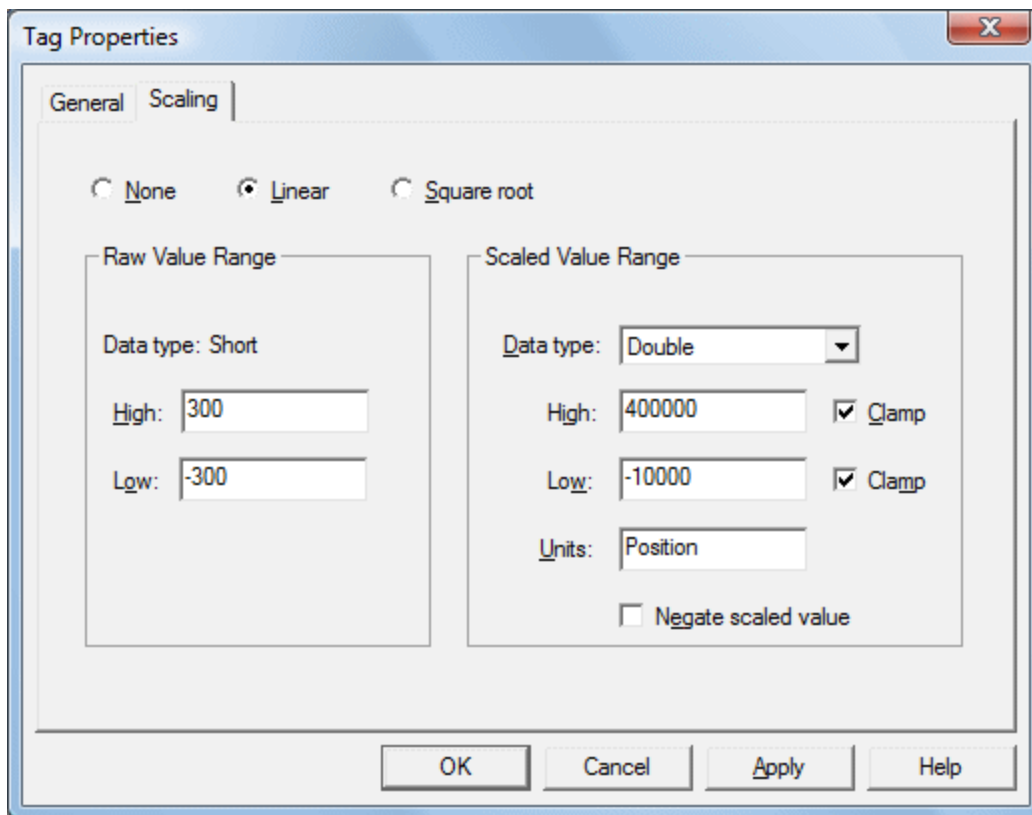 Tag Properties
General Scaling
None Linear Square root
Raw Value Range
Data type: Short
High: 300
Low: -300
Scaled Value Range
Data type: Double
High: 400000 Clamp
Low: -10000 Clamp
Units: Position
Negate scaled value
OK Cancel Apply Help